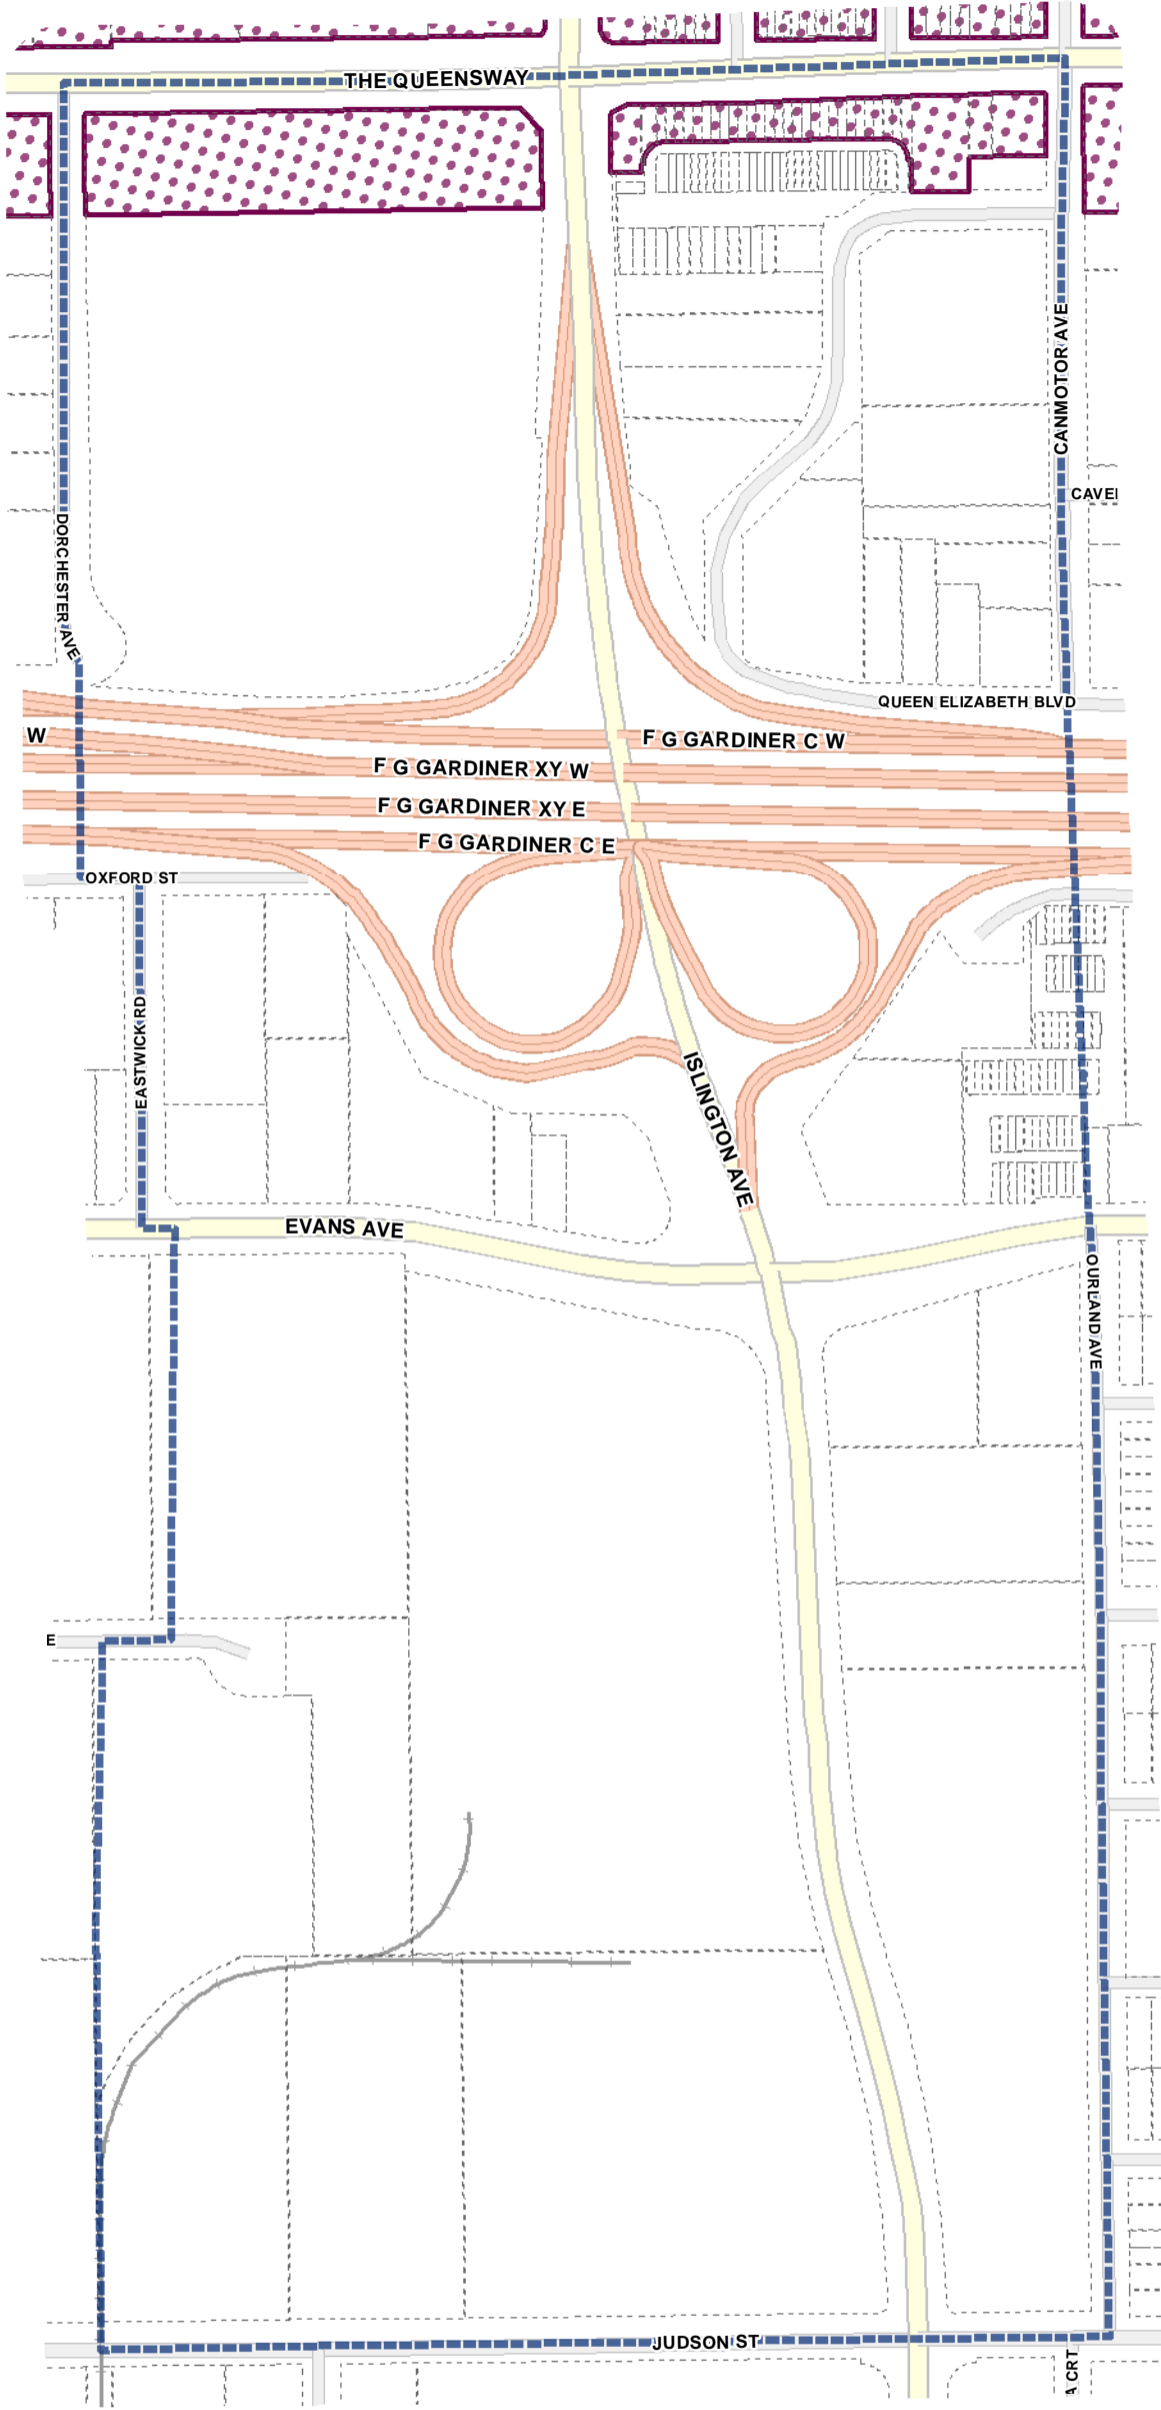 THE QUEENSWAY
CANMOTOR AVE
CAVE
DORCHESTER AVE
QUEEN ELIZABETH BLVD
W
F G GARDINER C W
F G GARDINER XY W
F G GARDINER XY E
F G GARDINER C E
OXFORD ST
EASTWICK RD
ISLINGTON AVE
EVANS AVE
OURLAND AVE
E
JUDSON ST
A CRT